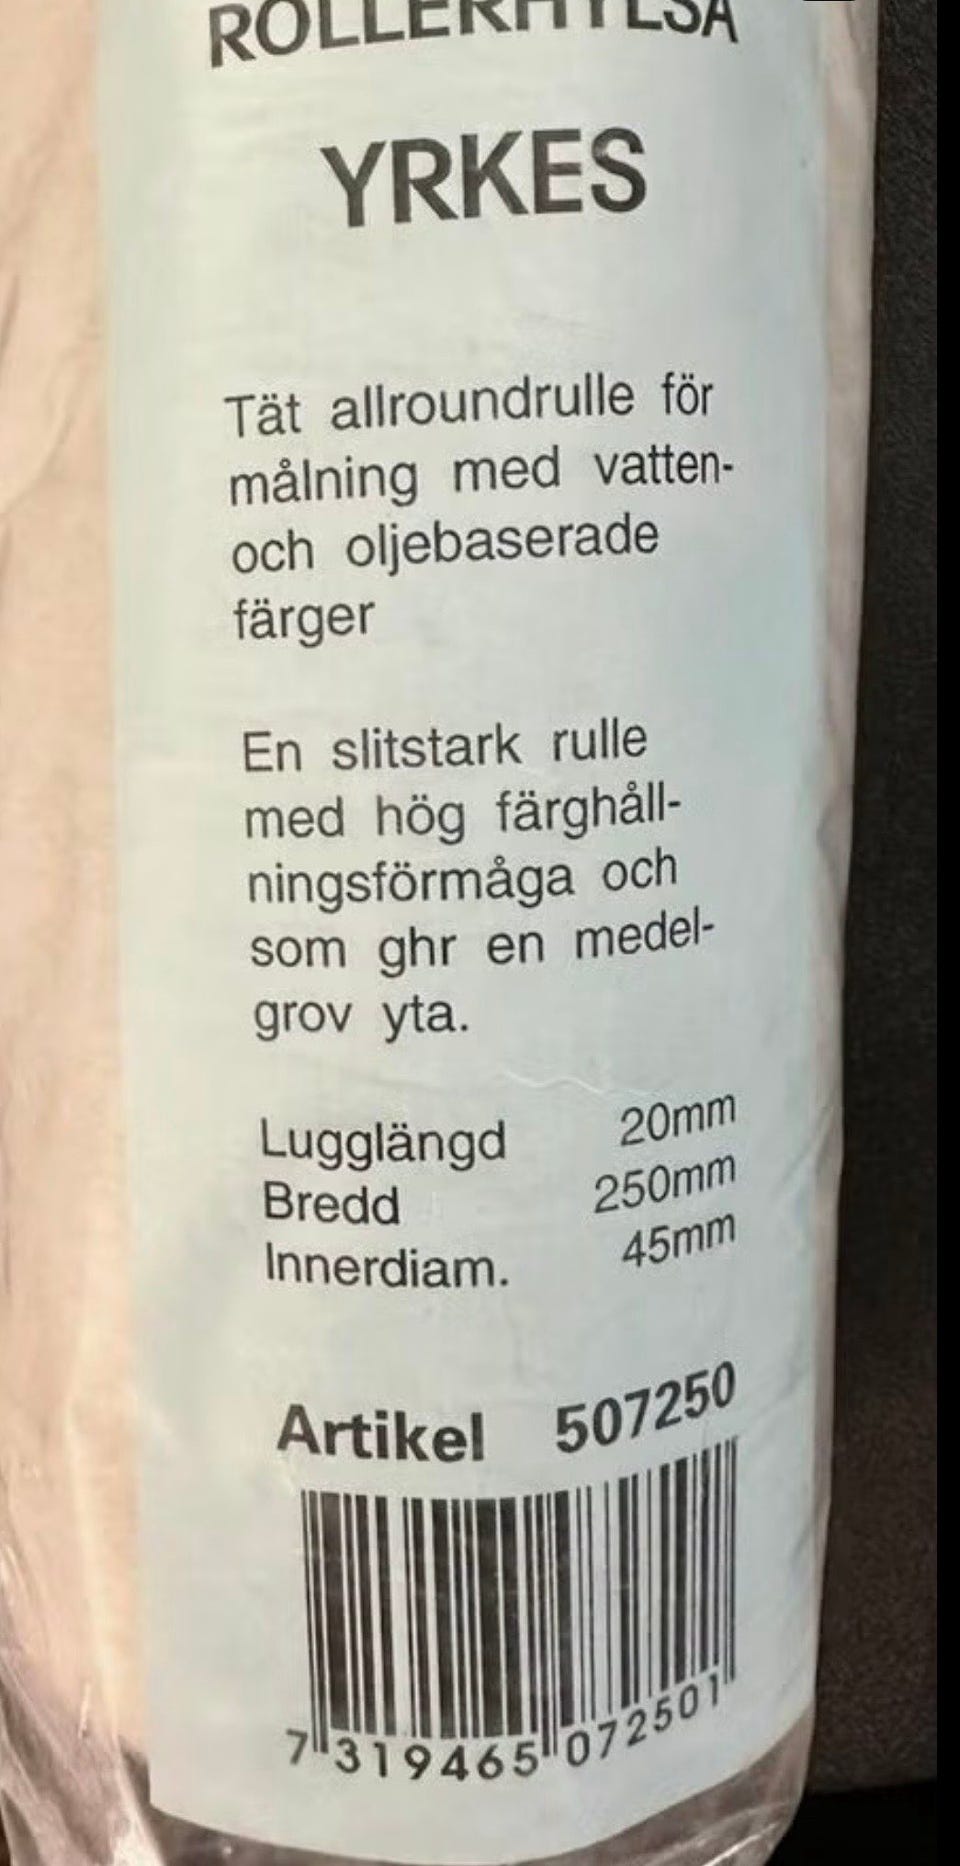 ROLLERHYLSA
YRKES
Tät allroundrulle för
målning med vatten-
och oljebaserade
färger
En slitstark rulle
med hög färghåll-
ningsförmåga och
som ghr en medel-
grov yta.
Lugglängd 20mm
Bredd 250mm
Innerdiam. 45mm
Artikel 507250
7 319465 072501